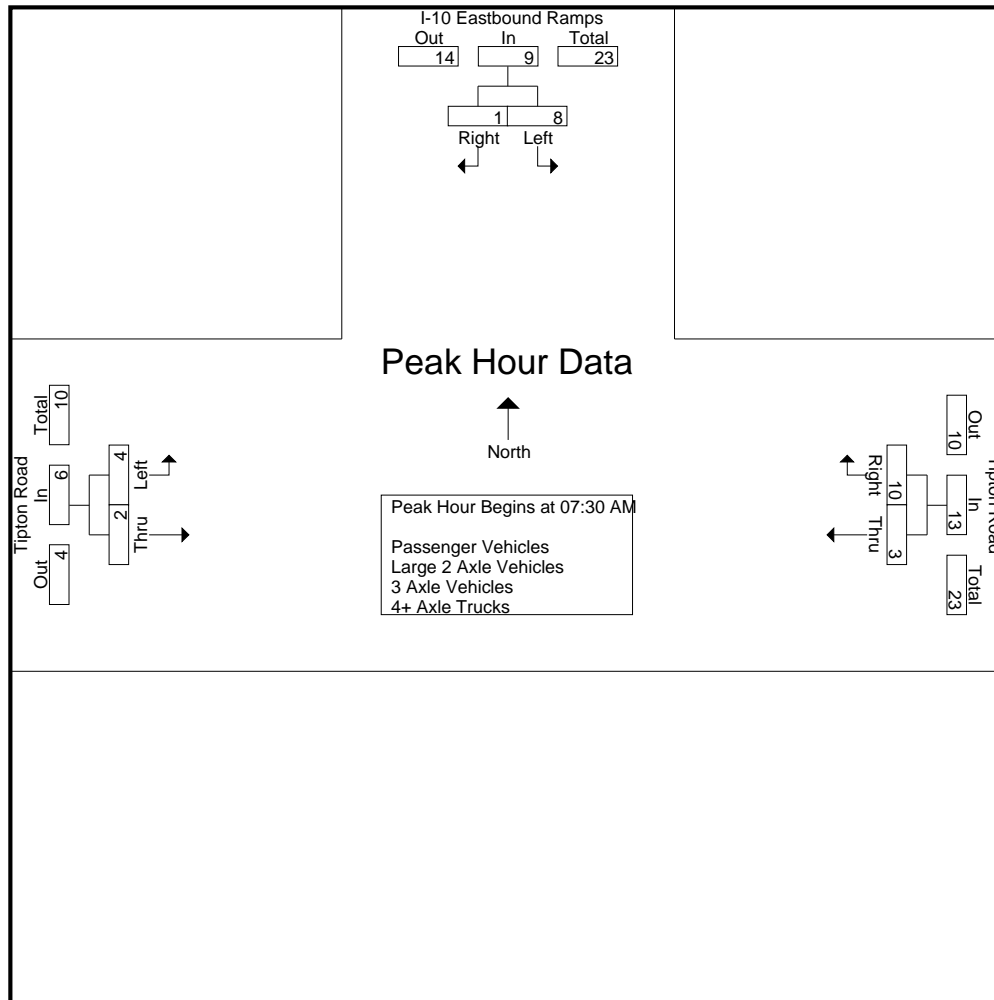 I-10 Eastbound Ramps
Out In Total
14 9 23
1 8
Right Left
Peak Hour Data
North
Peak Hour Begins at 07:30 AM
Passenger Vehicles
Large 2 Axle Vehicles
3 Axle Vehicles
4+ Axle Trucks
Tipton Road
Out In Total
4 6 10
2 4
Thru Left
Tipton Road
Out In Total
10 13 23
10 3
Right Thru